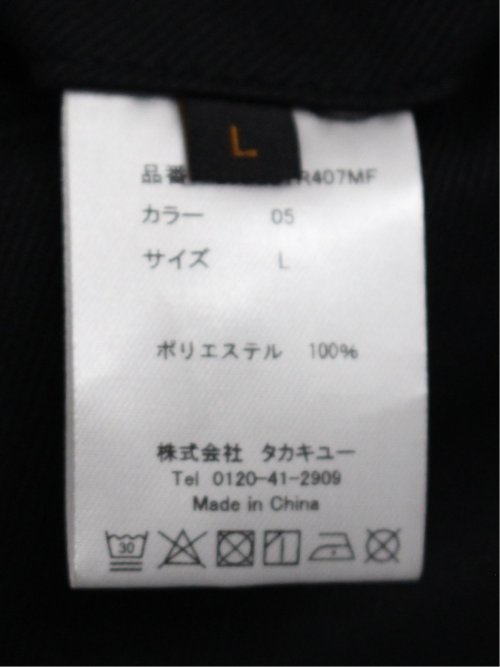 L
品番 R407MF
カラー 05
サイズ L
ポリエステル 100%
株式会社 タカキュー
Tel 0120-41-2909
Made in China
30